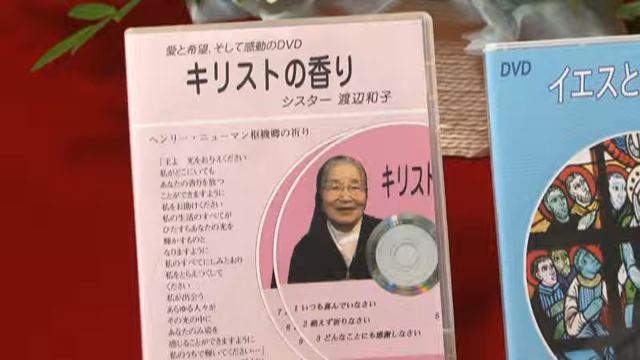 愛と希望、そして感動のDVD
キリストの香り
シスター 渡辺和子
ヘンリー・ニューマン枢機卿の祈り
「主よ 光をおつえください
私がどこにいても
あなたの香りを放つ
ことができますように
私をお助けください
私の生活のすべてが
ひたすらあなたの光を
輝かすものと
なりますように
私のすべてにしみとおり
私をとらえつくして
ください
私が出会う
あらゆる人々が
その光の中に
あなたのみ姿を
感じることができますように
私のうちで輝いてください…」
キリスト
1 いつも喜んでいなさい
2 絶えず祈りなさい
3 どんなことにも感謝しなさい
DVD
イエスと